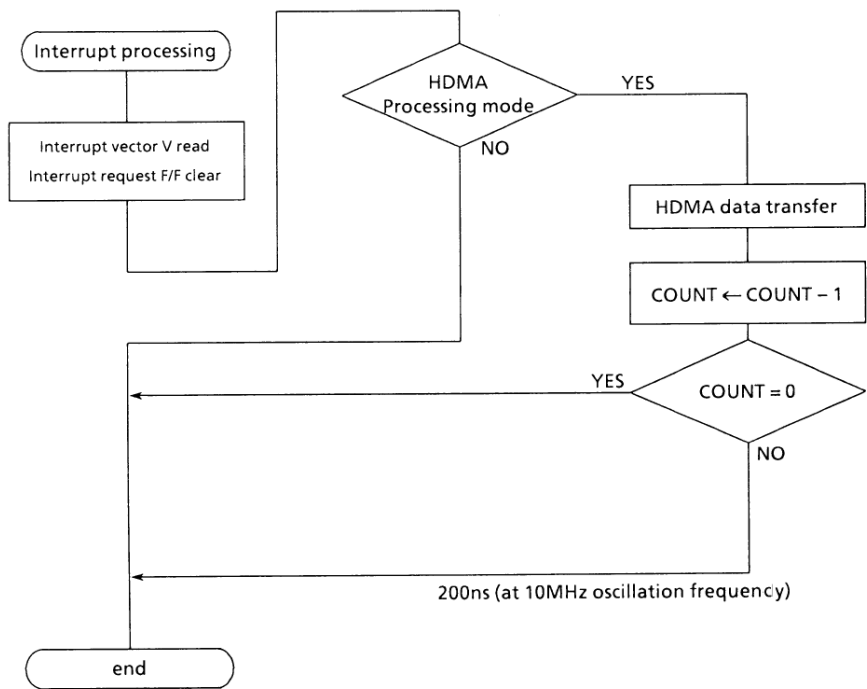 Interrupt processing
Interrupt vector V read
Interrupt request F/F clear
HDMA
Processing mode
YES
NO
HDMA data transfer
COUNT ← COUNT – 1
COUNT = 0
YES
NO
200ns (at 10MHz oscillation frequency)
end